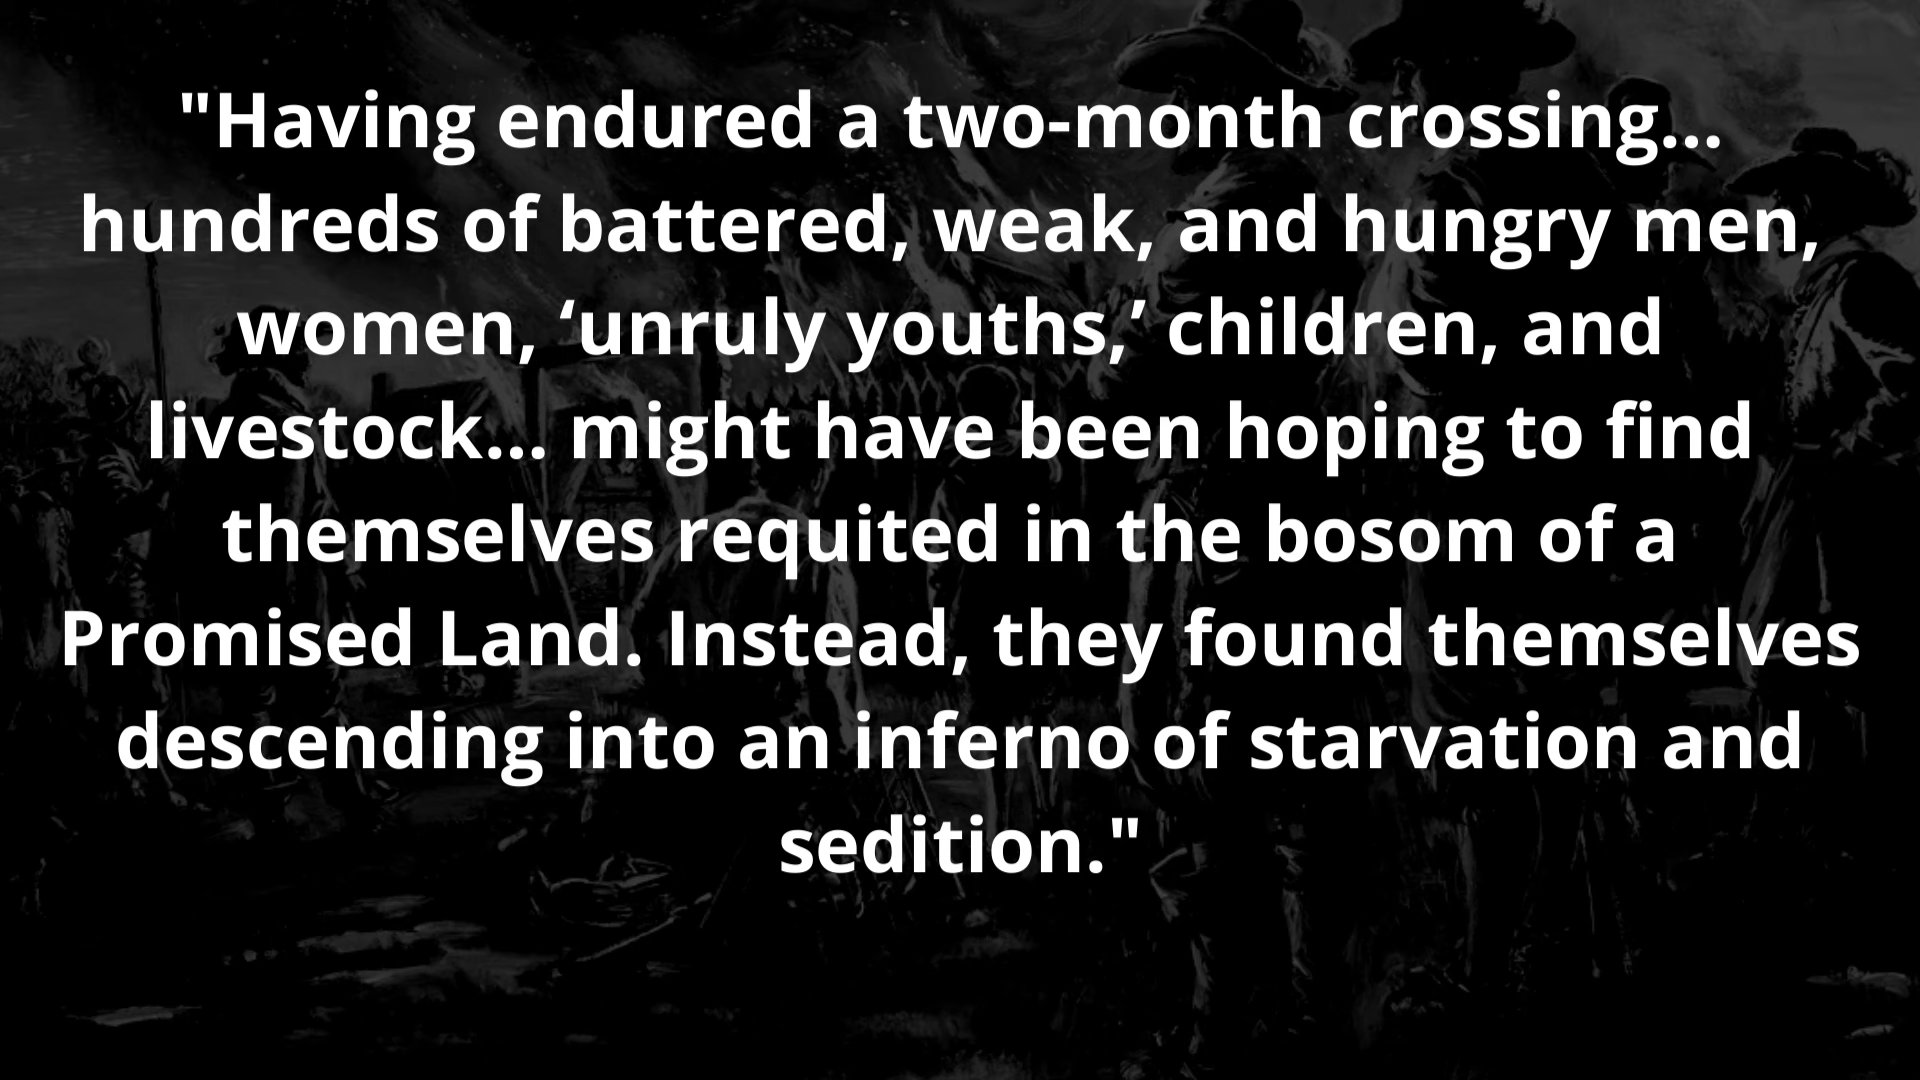 "Having endured a two-month crossing...
hundreds of battered, weak, and hungry men,
women, ‘unruly youths,’ children, and
livestock... might have been hoping to find
themselves requited in the bosom of a
Promised Land. Instead, they found themselves
descending into an inferno of starvation and
sedition."